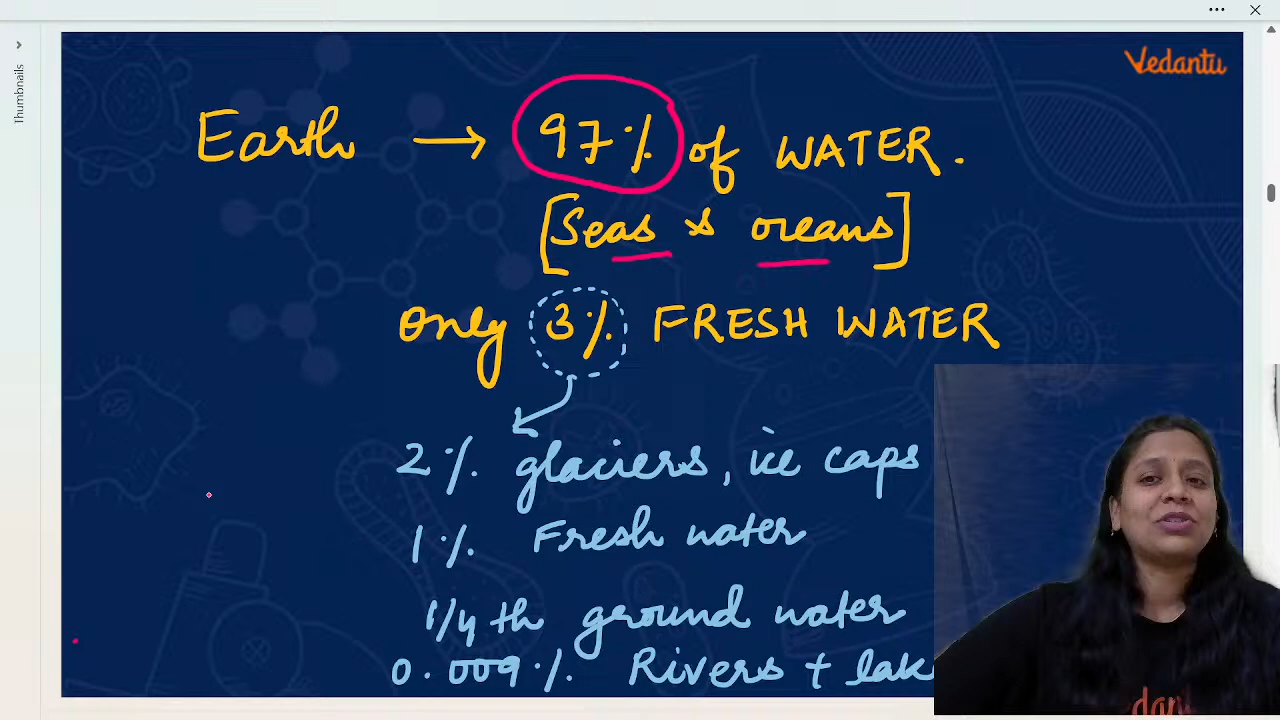 Vedantu
Earth → 97% of WATER.
[Seas & oceans]
Only 3% FRESH WATER
2% glaciers, ice caps
1% Fresh water
1/4 th ground water
0.009% Rivers + lak
Thumbnails